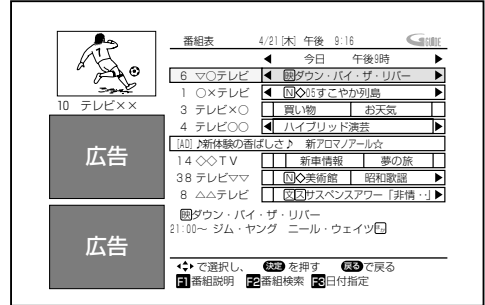 番組表 4/21[木] 午後 9:16 GGUIDE
◀ 今日 午後9時 ▶
6 ▽○テレビ ◀ 映ダウン・バイ・ザ・リバー ▶
1 ○×テレビ N◇05すこやか列島 ▶
3 テレビ×○ 買い物 お天気
4 テレビ○○ ◀ ハイブリッド演芸 ▶
[AD]♪新体験の香ばしさ♪ 新アロマノアール☆
14 ◇◇TV 新車情報 夢の旅
38 テレビ▽▽ N◇美術館 昭和歌謡 ▶
8 △△テレビ 文スサスペンスアワー「非情・・」▶
10 テレビ××
広告
広告
映ダウン・バイ・ザ・リバー
21:00~ ジム・ヤング ニール・ウェイツ
で選択し、 決定 を押す 戻る で戻る
F1番組説明 F2番組検索 F3日付指定